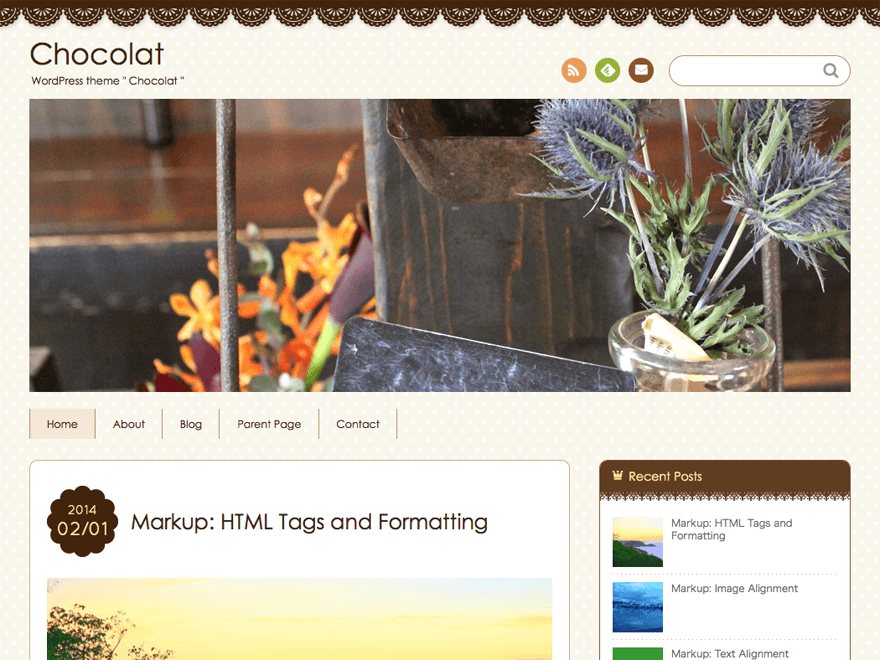 Chocolat
WordPress theme " Chocolat "
Home
About
Blog
Parent Page
Contact
2014
02/01
Markup: HTML Tags and Formatting
Recent Posts
Markup: HTML Tags and
Formatting
Markup: Image Alignment
Markup: Text Alignment